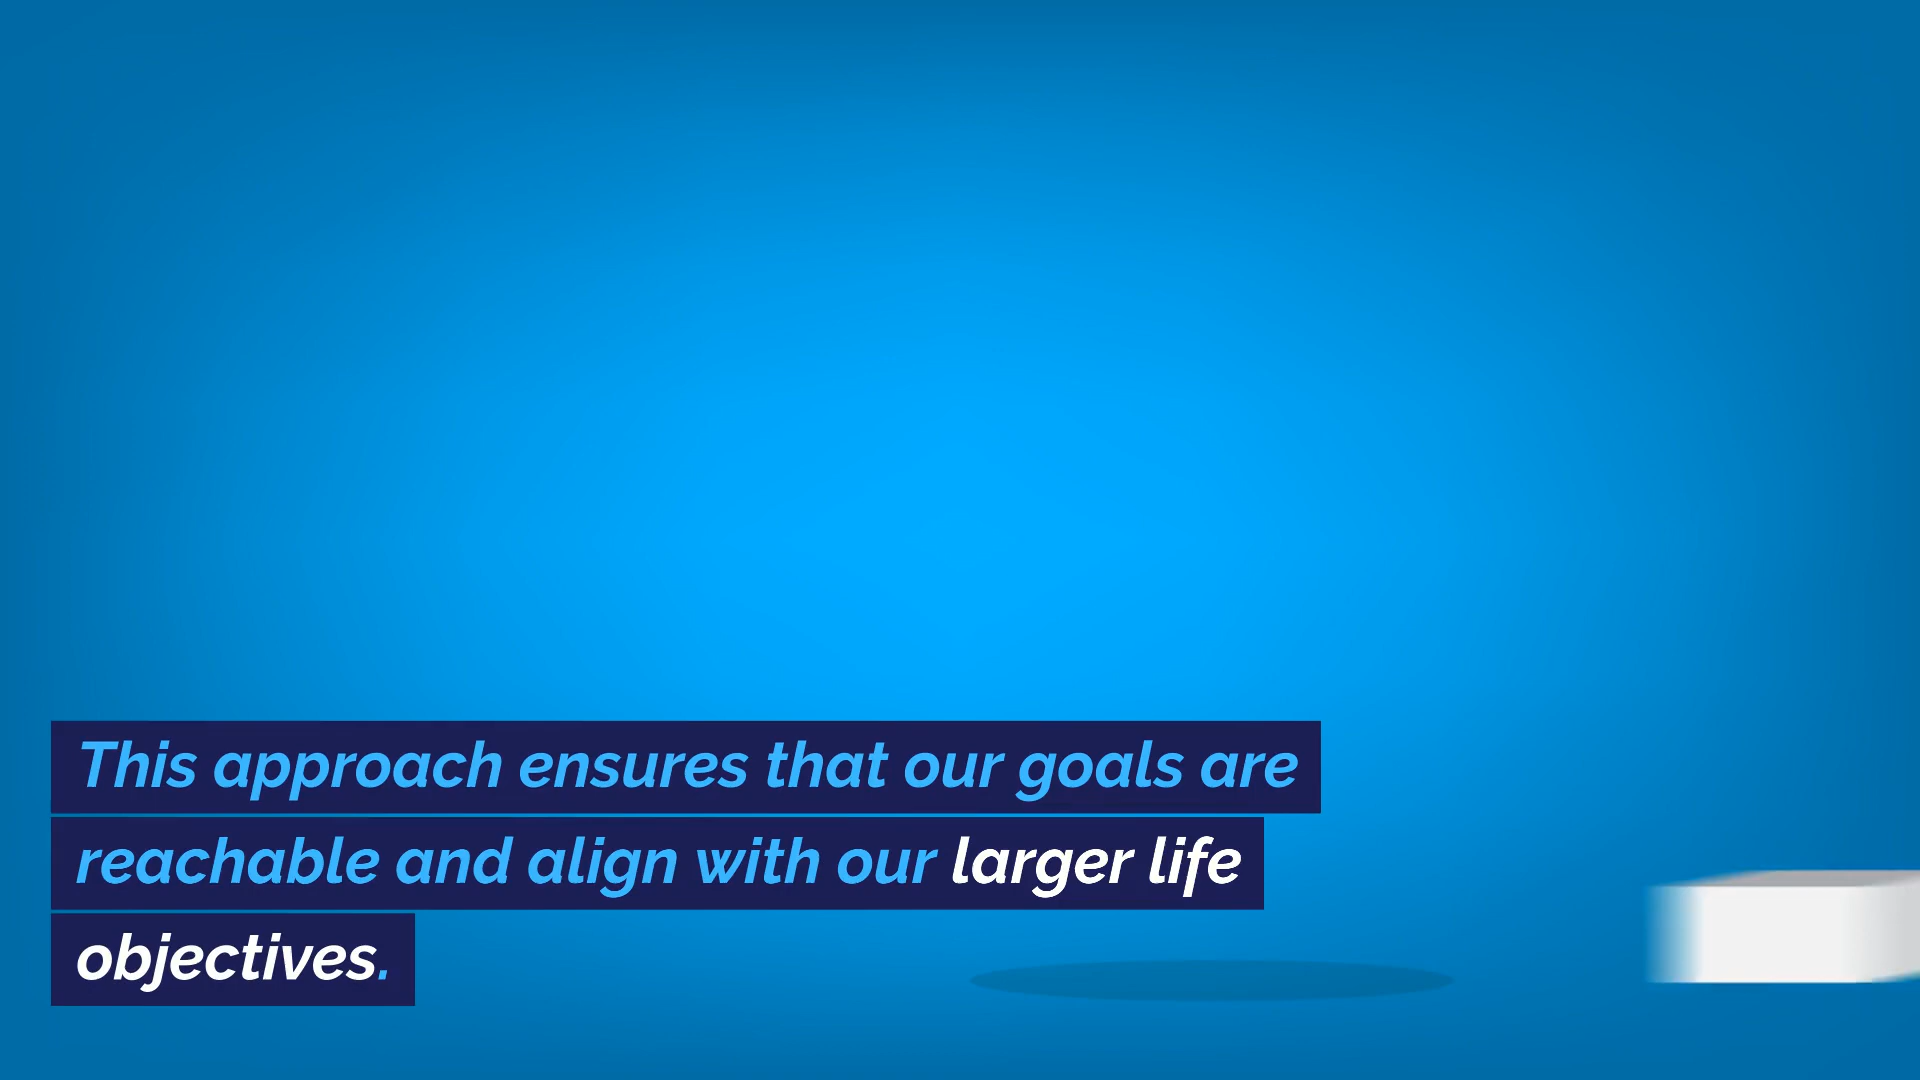 This approach ensures that our goals are
reachable and align with our larger life
objectives.